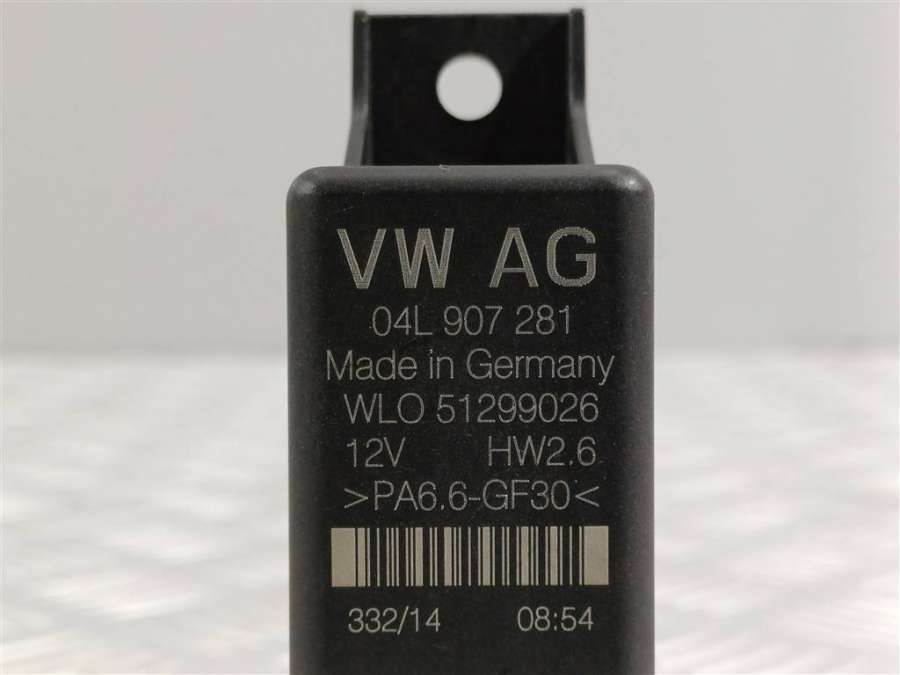 VW AG
04L 907 281
Made in Germany
WLO 51299026
12V HW2.6
>PA6.6-GF30<
332/14 08:54